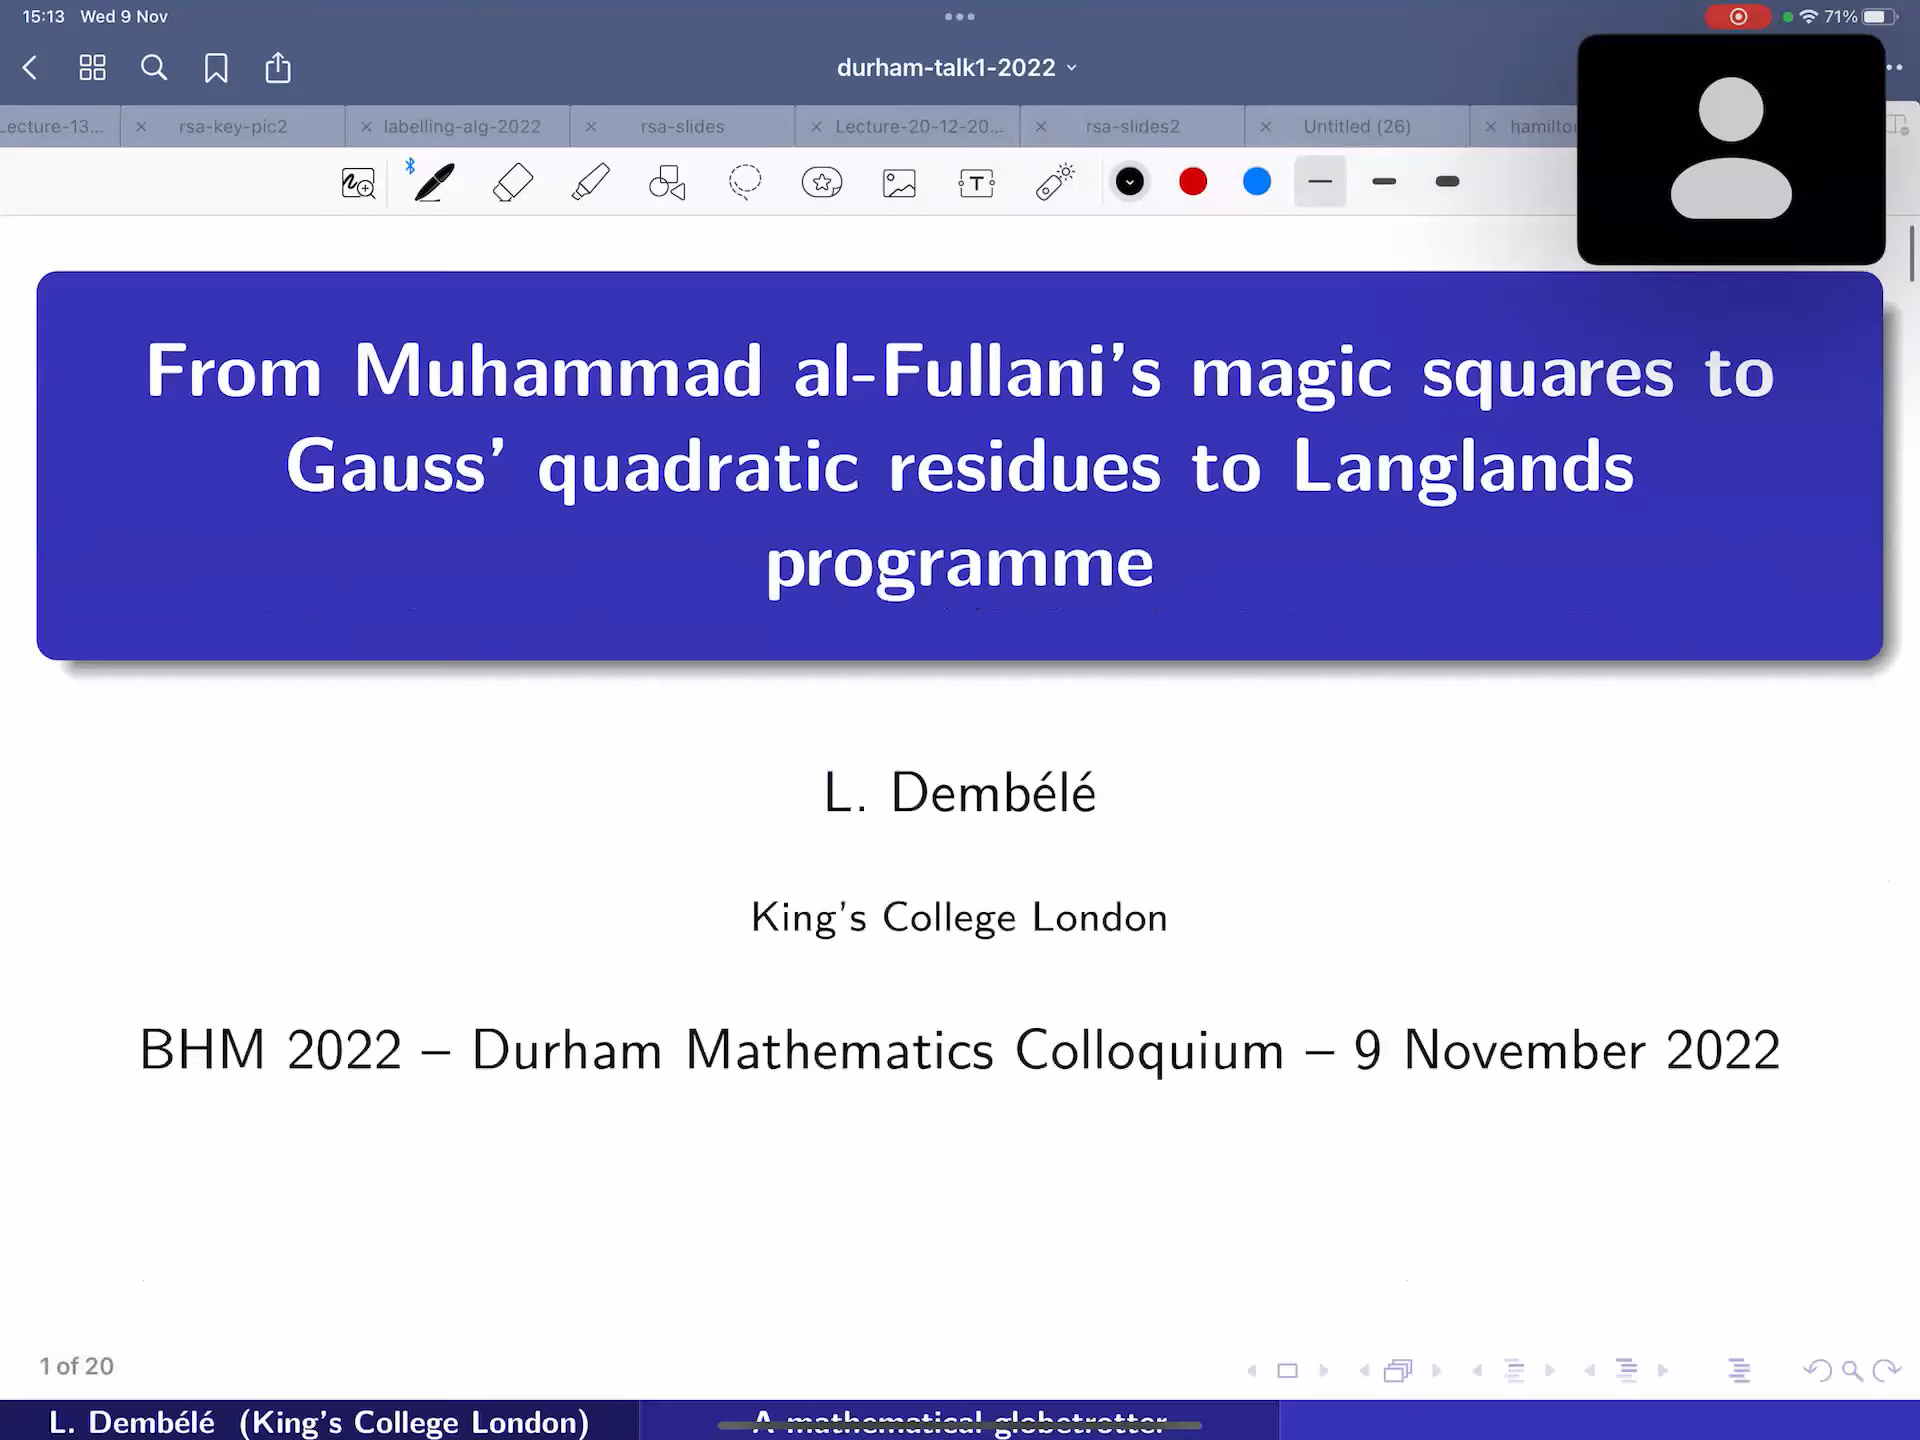 15:13 Wed 9 Nov
71%
durham-talk1-2022
Lecture-13...
rsa-key-pic2
labelling-alg-2022
rsa-slides
Lecture-20-12-20...
rsa-slides2
Untitled (26)
T
From Muhammad al-Fullani's magic squares to
Gauss' quadratic residues to Langlands
programme
L. Dembélé
King's College London
BHM 2022 – Durham Mathematics Colloquium – 9 November 2022
1 of 20
L. Dembélé (King's College London)
A mathematical globetrotter